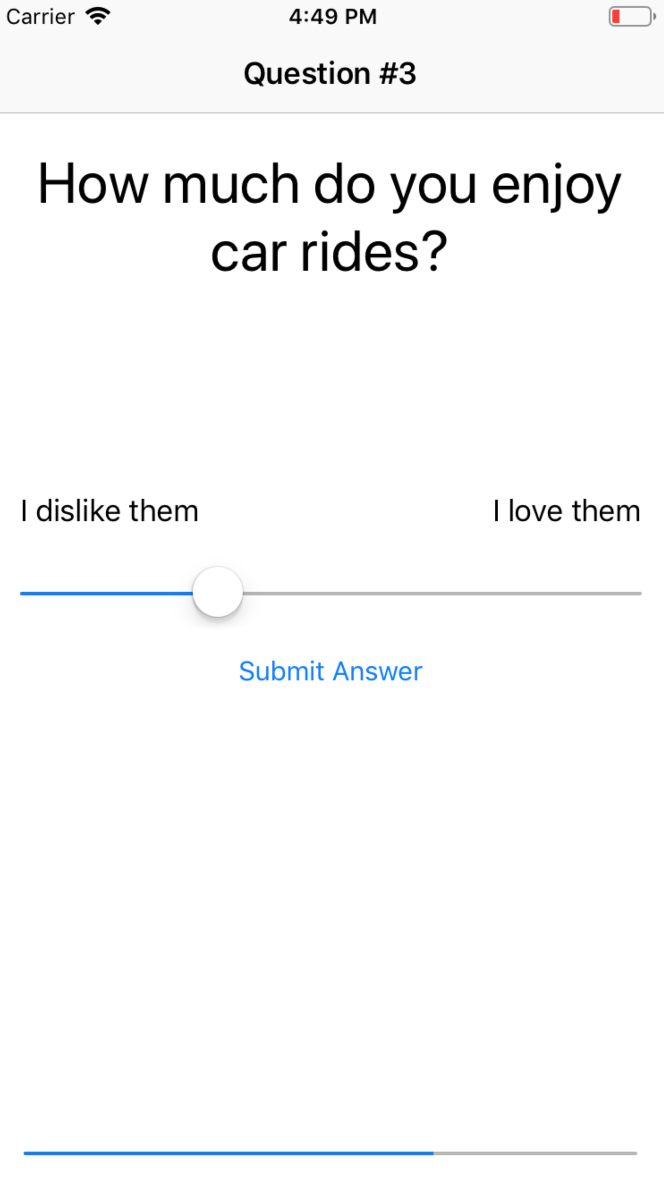 Carrier 4:49 PM
Question #3
How much do you enjoy
car rides?
I dislike them I love them
Submit Answer